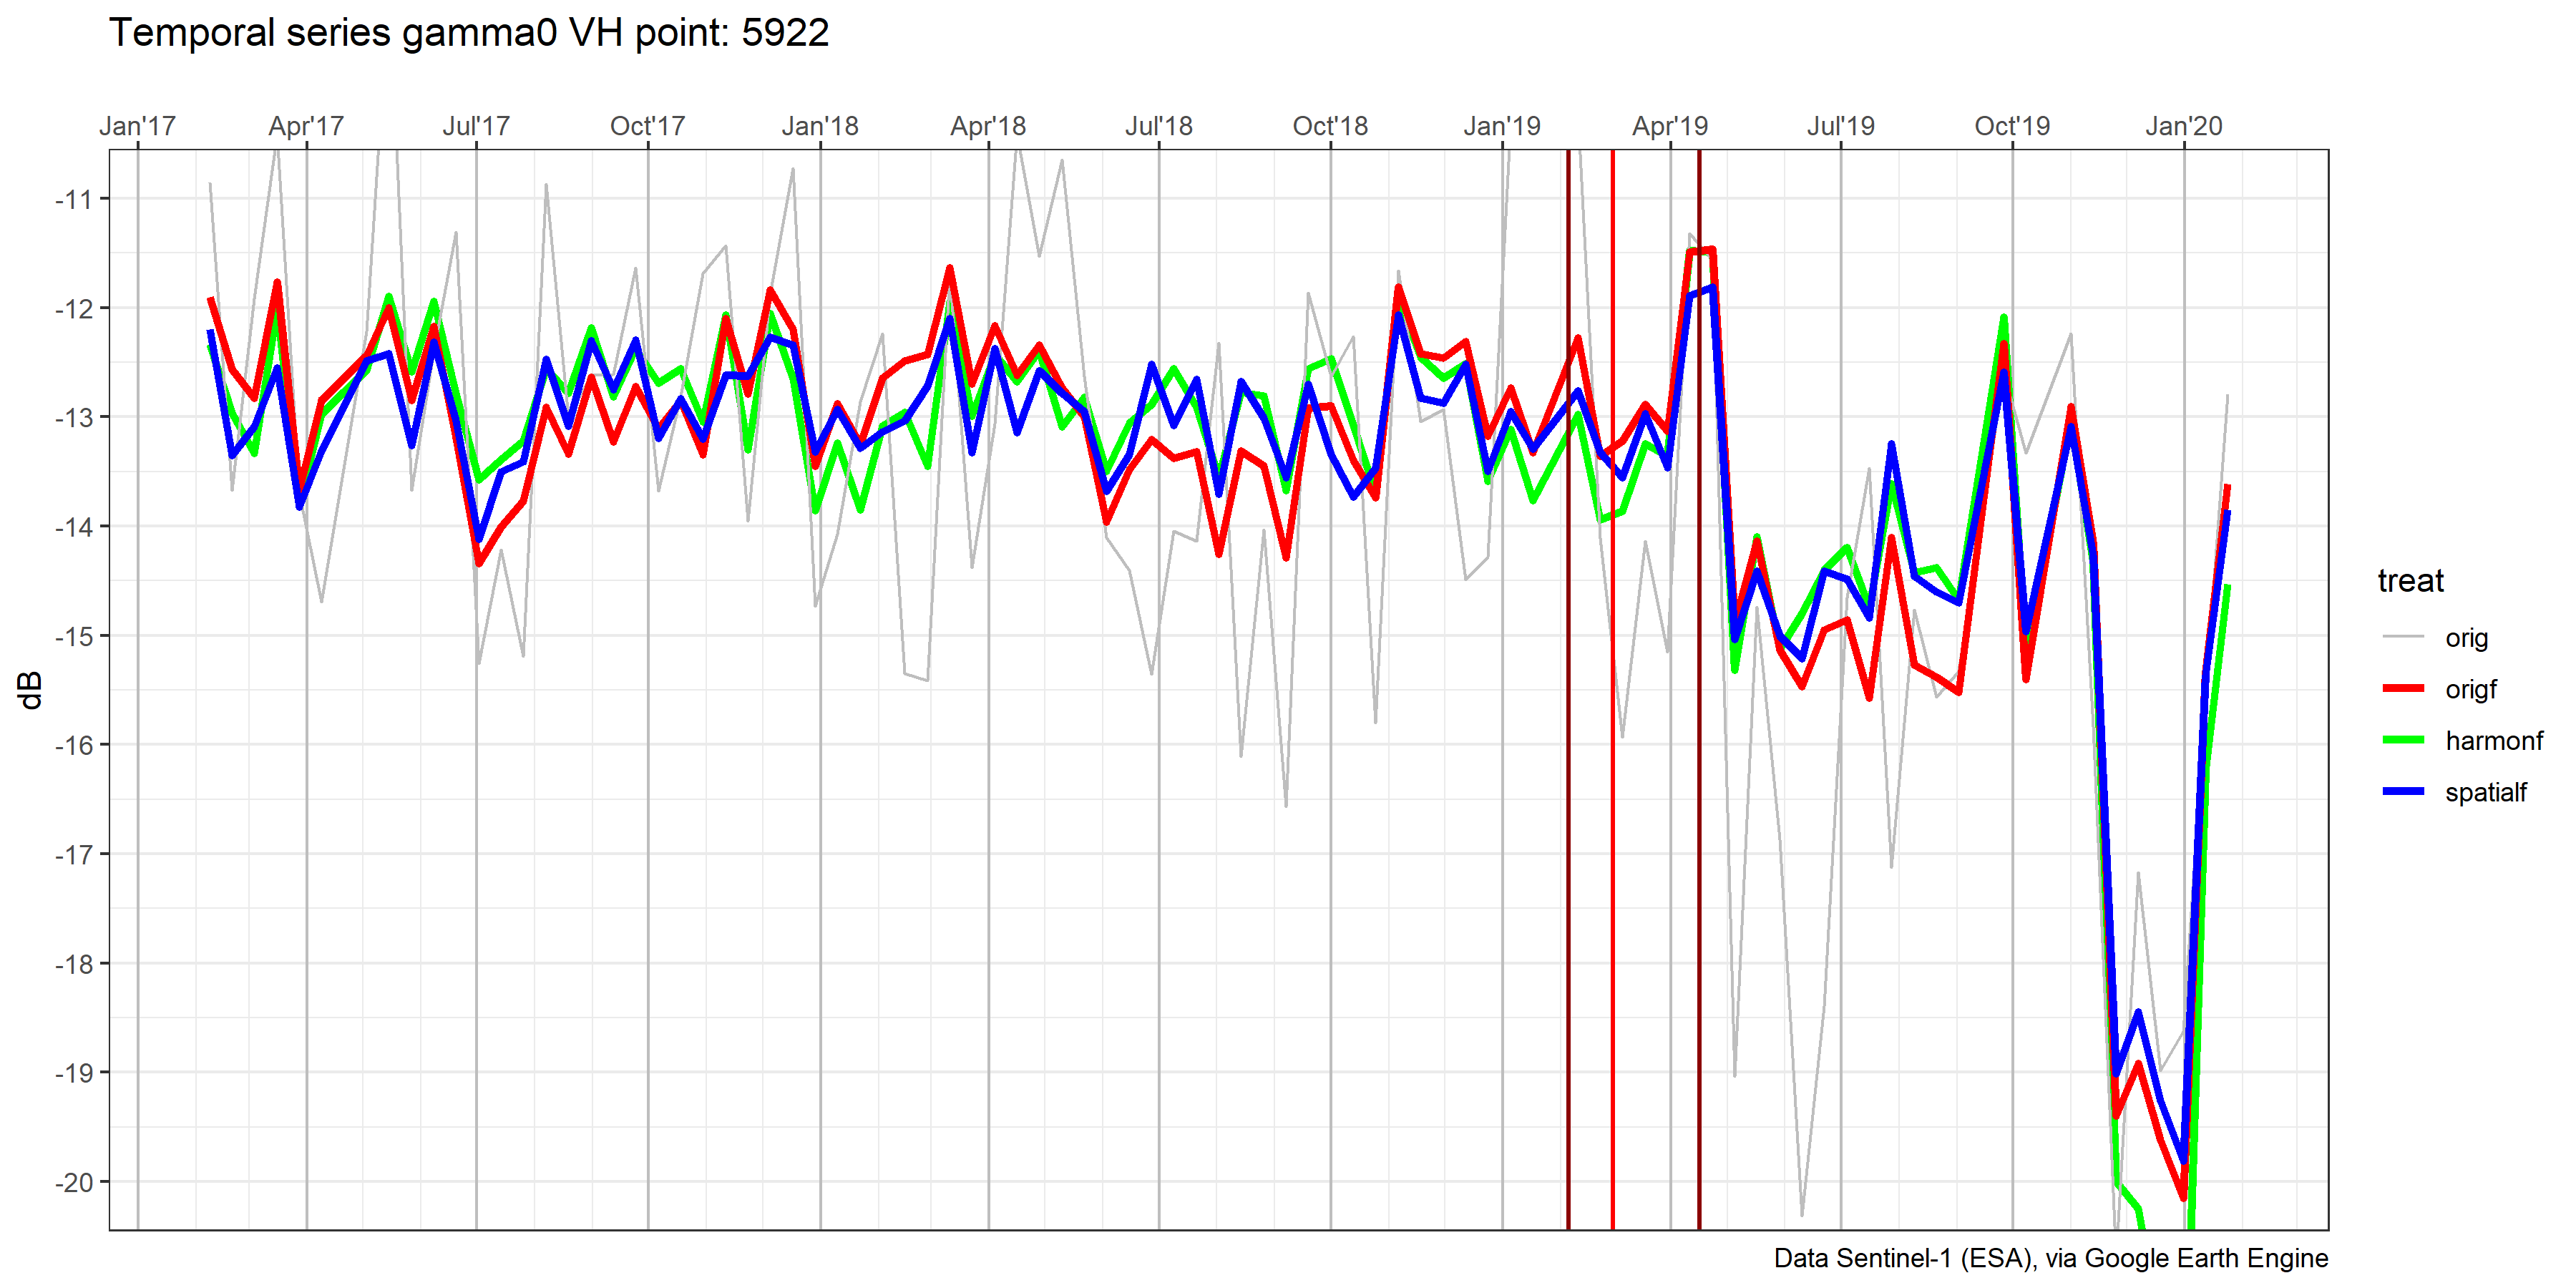 Temporal series gamma0 VH point: 5922
Jan'17 Apr'17 Jul'17 Oct'17 Jan'18 Apr'18 Jul'18 Oct'18 Jan'19 Apr'19 Jul'19 Oct'19 Jan'20
-11
-12
-13
-14
-15
-16
-17
-18
-19
-20
dB
treat
orig
origf
harmonf
spatialf
Data Sentinel-1 (ESA), via Google Earth Engine